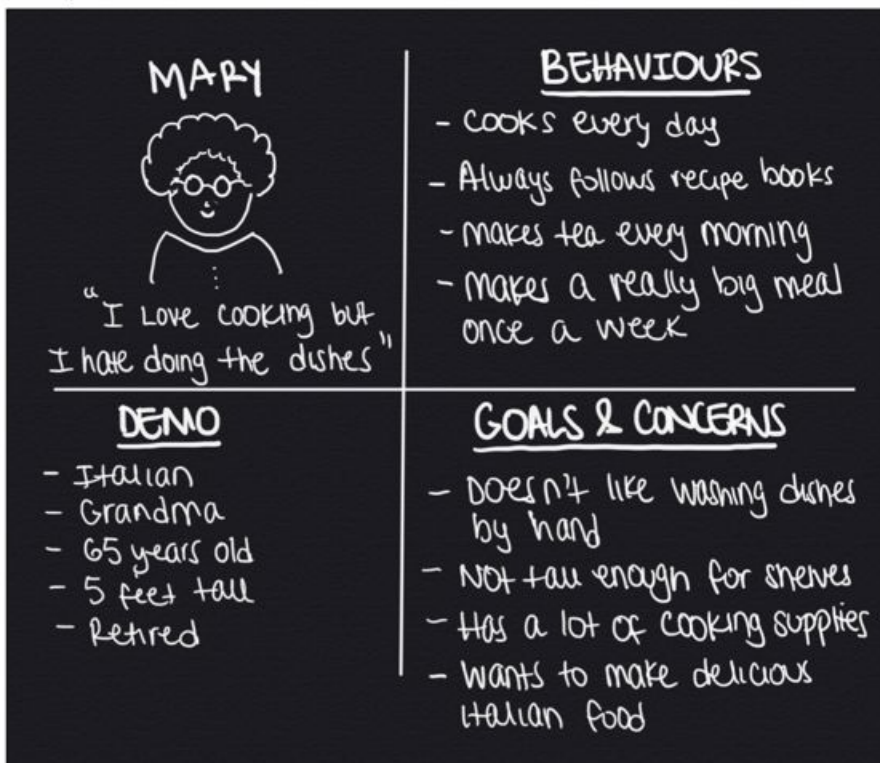 MARY
"I LOVE COOKING but
I hate doing the dishes"
BEHAVIOURS
- Cooks every day
- Always follows recipe books
- Makes tea every morning
- Makes a really big meal
once a week
DEMO
- Italian
- Grandma
- 65 years old
- 5 feet tall
- Retired
GOALS & CONCERNS
- Doesn't like washing dishes
by hand
- Not tall enough for shelves
- Has a lot of cooking supplies
- Wants to make delicious
italian food